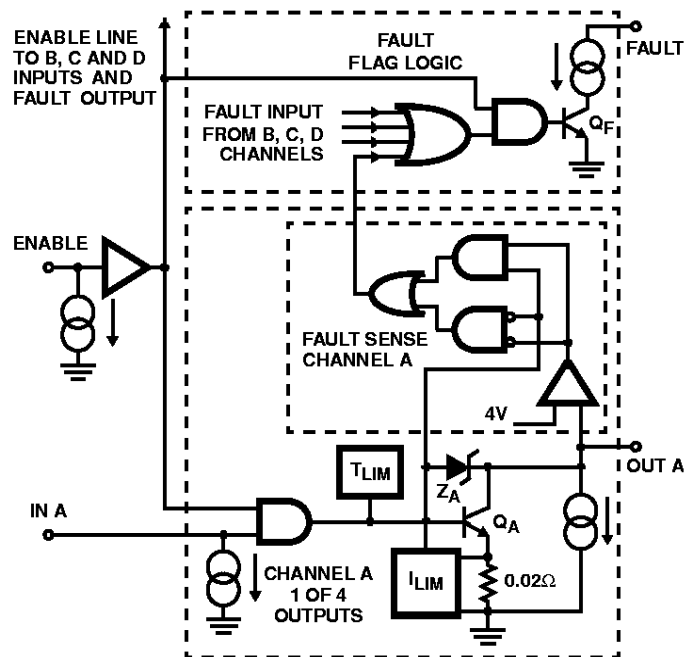 ENABLE LINE
TO B, C AND D
INPUTS AND
FAULT OUTPUT
FAULT
FLAG LOGIC
FAULT
FAULT INPUT
FROM B, C, D
CHANNELS
QF
ENABLE
FAULT SENSE
CHANNEL A
4V
OUT A
TLIM
ZA
IN A
QA
CHANNEL A
1 OF 4
OUTPUTS
ILIM
0.02Ω